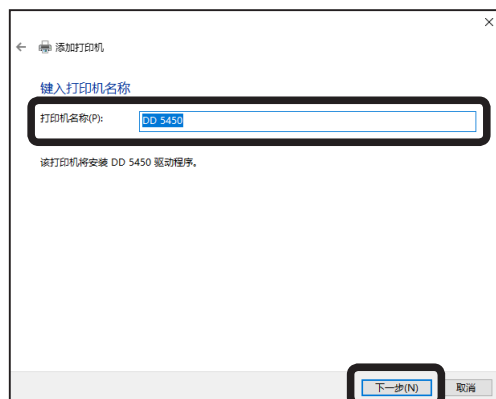 添加打印机
键入打印机名称
打印机名称(P): DD 5450
该打印机将安装 DD 5450 驱动程序。
下一步(N) 取消